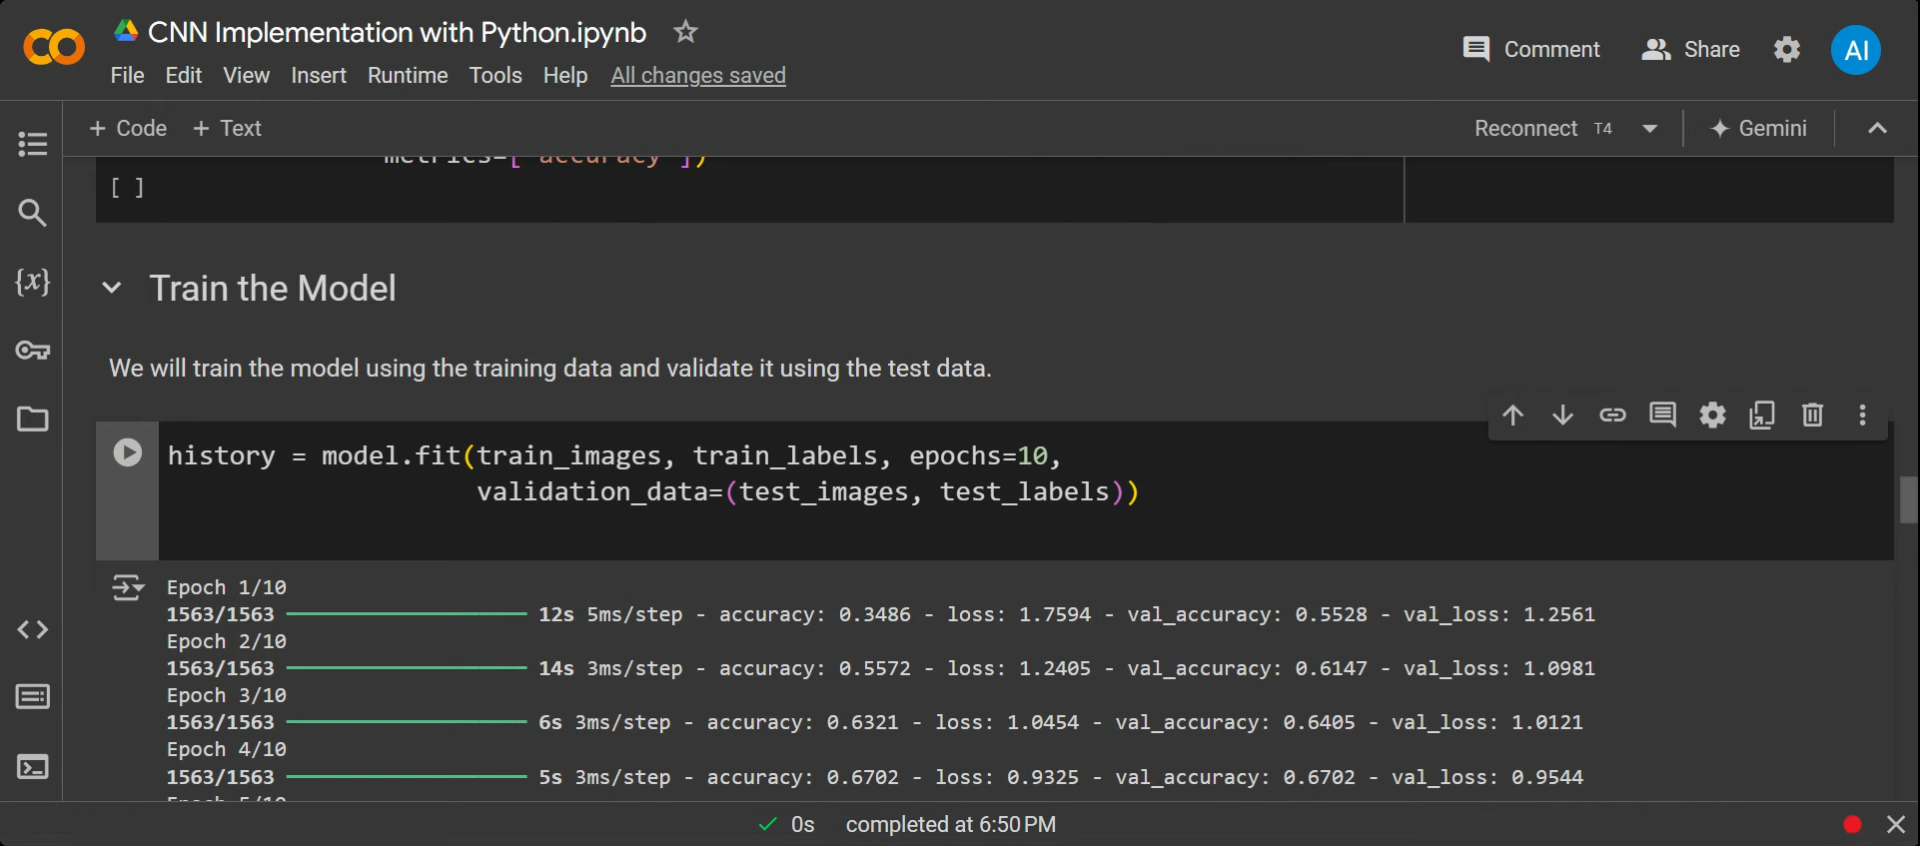 CNN Implementation with Python.ipynb
Comment
Share
AI
File Edit View Insert Runtime Tools Help All changes saved
+ Code + Text
Reconnect T4
Gemini
metrics=['accuracy'])
[ ]
{x}
Train the Model
We will train the model using the training data and validate it using the test data.
history = model.fit(train_images, train_labels, epochs=10,
validation_data=(test_images, test_labels))
Epoch 1/10
1563/1563 12s 5ms/step - accuracy: 0.3486 - loss: 1.7594 - val_accuracy: 0.5528 - val_loss: 1.2561
Epoch 2/10
1563/1563 14s 3ms/step - accuracy: 0.5572 - loss: 1.2405 - val_accuracy: 0.6147 - val_loss: 1.0981
Epoch 3/10
1563/1563 6s 3ms/step - accuracy: 0.6321 - loss: 1.0454 - val_accuracy: 0.6405 - val_loss: 1.0121
Epoch 4/10
1563/1563 5s 3ms/step - accuracy: 0.6702 - loss: 0.9325 - val_accuracy: 0.6702 - val_loss: 0.9544
Epoch 5/10
0s completed at 6:50 PM